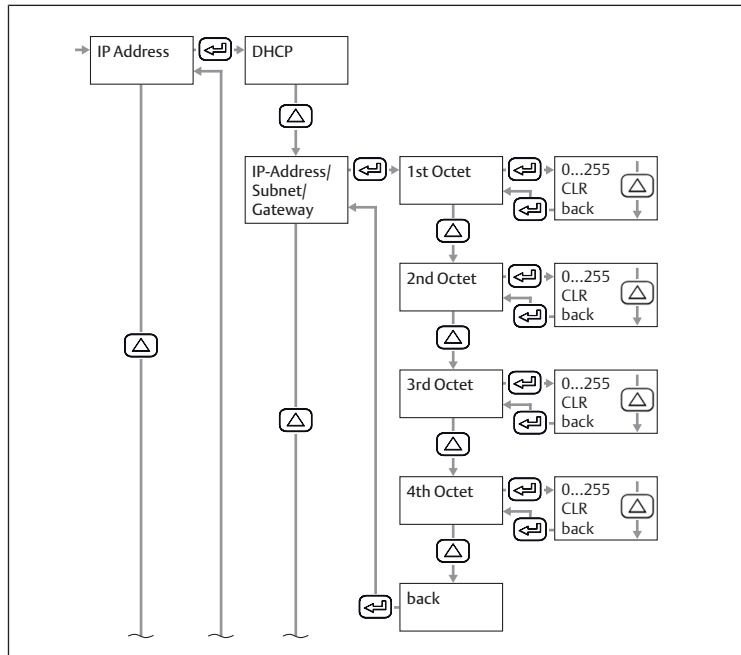 IP Address
DHCP
IP-Address/
Subnet/
Gateway
1st Octet
0...255
CLR
back
2nd Octet
0...255
CLR
back
3rd Octet
0...255
CLR
back
4th Octet
0...255
CLR
back
back